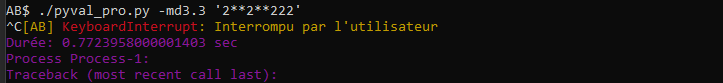 AB$ ./pyval_pro.py -md3.3 '2**2**222'
^C[AB] KeyboardInterrupt: Interrompu par l'utilisateur
Durée: 0.7723958000001403 sec
Process Process-1:
Traceback (most recent call last):